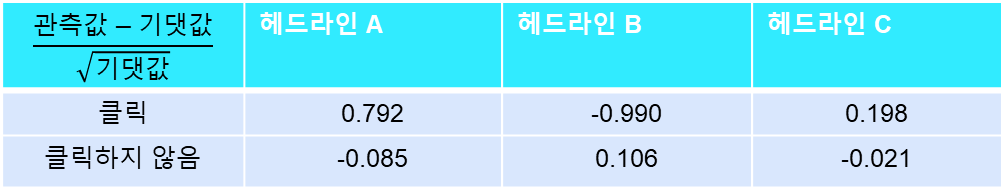 관측값 – 기댓값
√기댓값
헤드라인 A 헤드라인 B 헤드라인 C
클릭 0.792 -0.990 0.198
클릭하지 않음 -0.085 0.106 -0.021